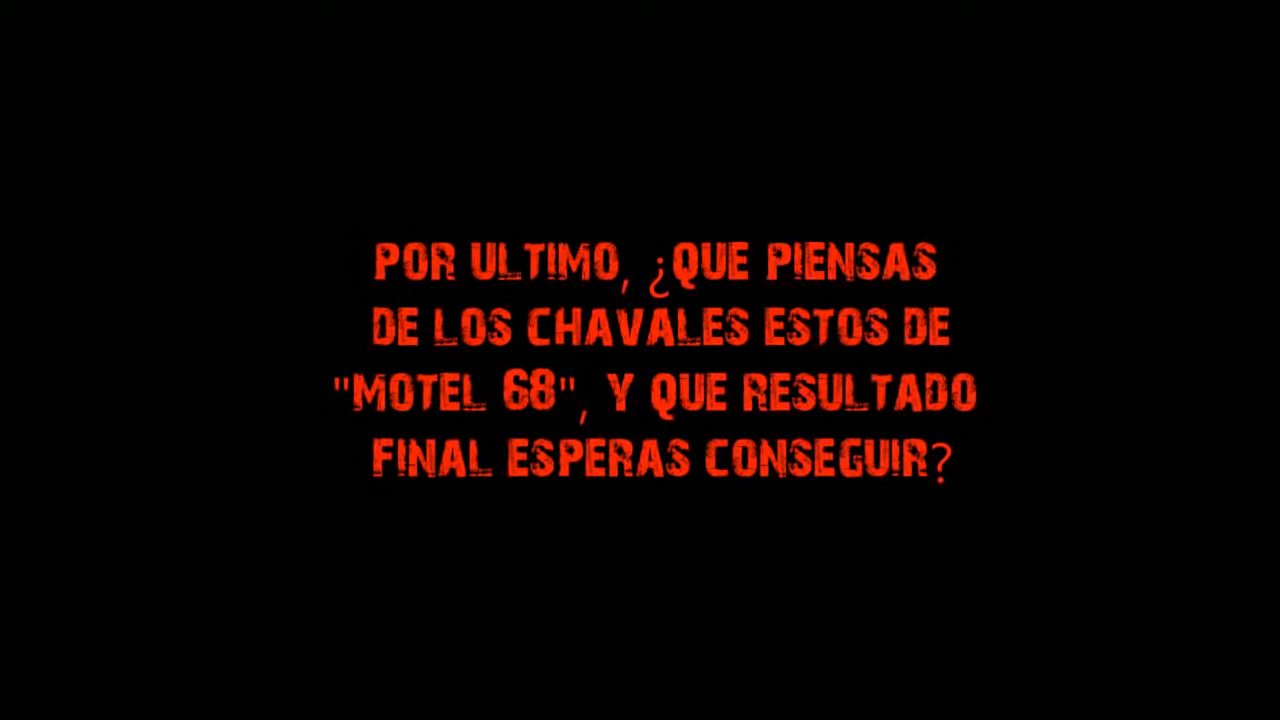 POR ULTIMO, ¿QUE PIENSAS
DE LOS CHAVALES ESTOS DE
"MOTEL 68", Y QUE RESULTADO
FINAL ESPERAS CONSEGUIR?